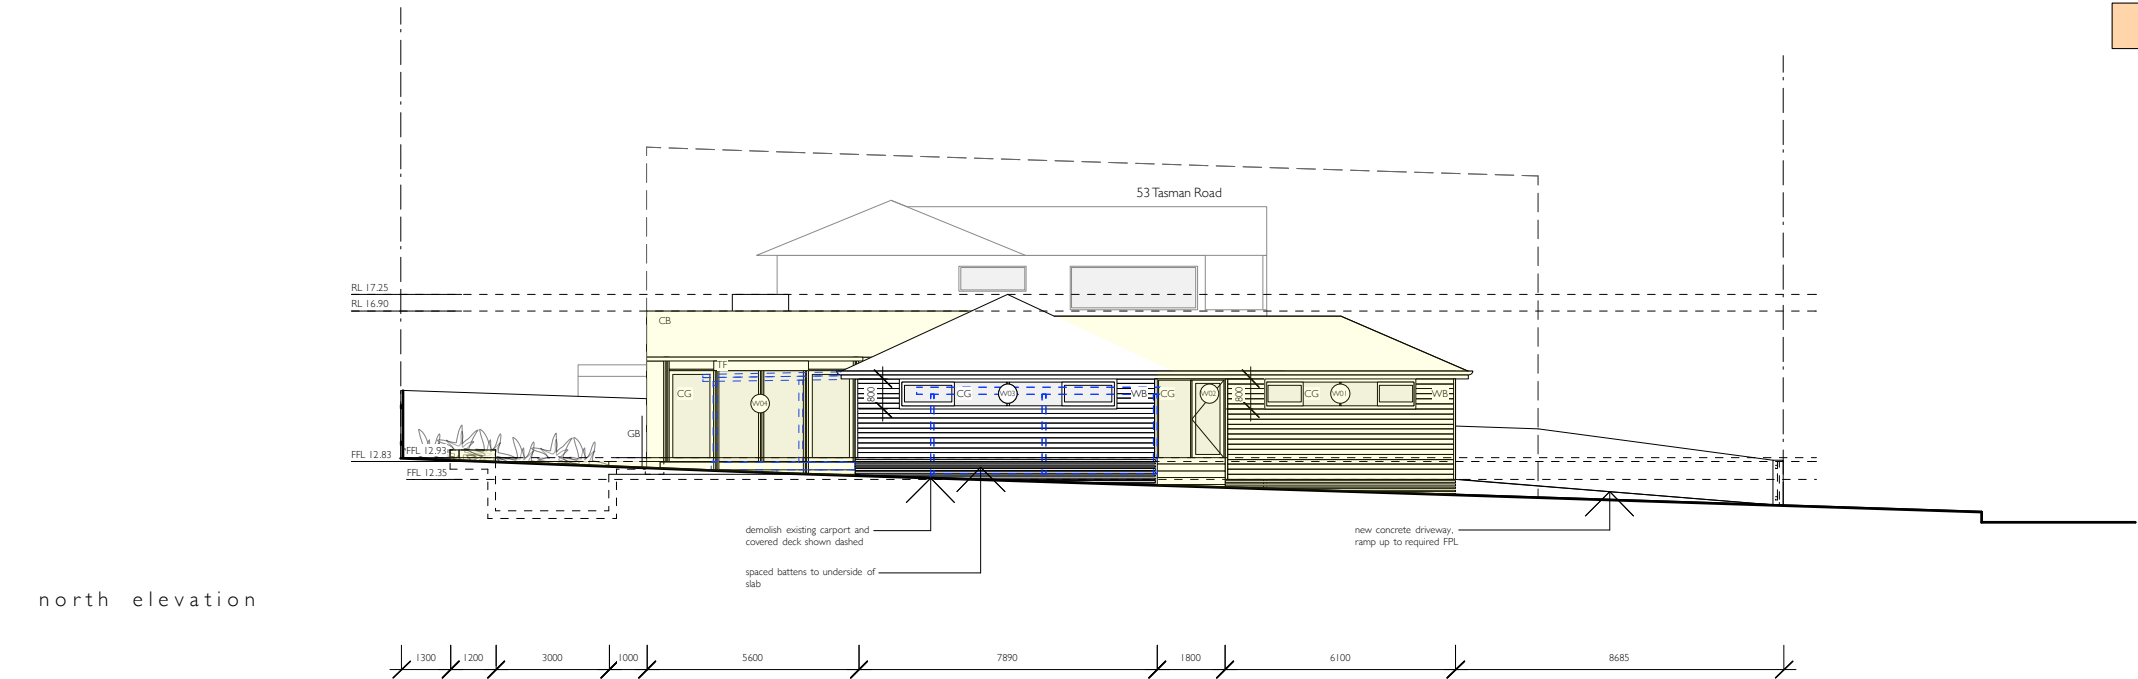 53 Tasman Road
RL 17.25
RL 16.90
CB
TF
CG
W04
800
CG
W03
WB
CG
W02
800
CG
W01
WB
GB
FFL 12.93
FFL 12.83
FFL 12.35
demolish existing carport and
covered deck shown dashed
new concrete driveway,
ramp up to required FPL
spaced battens to underside of
slab
north elevation
1300
1200
3000
1000
5600
7890
1800
6100
8685